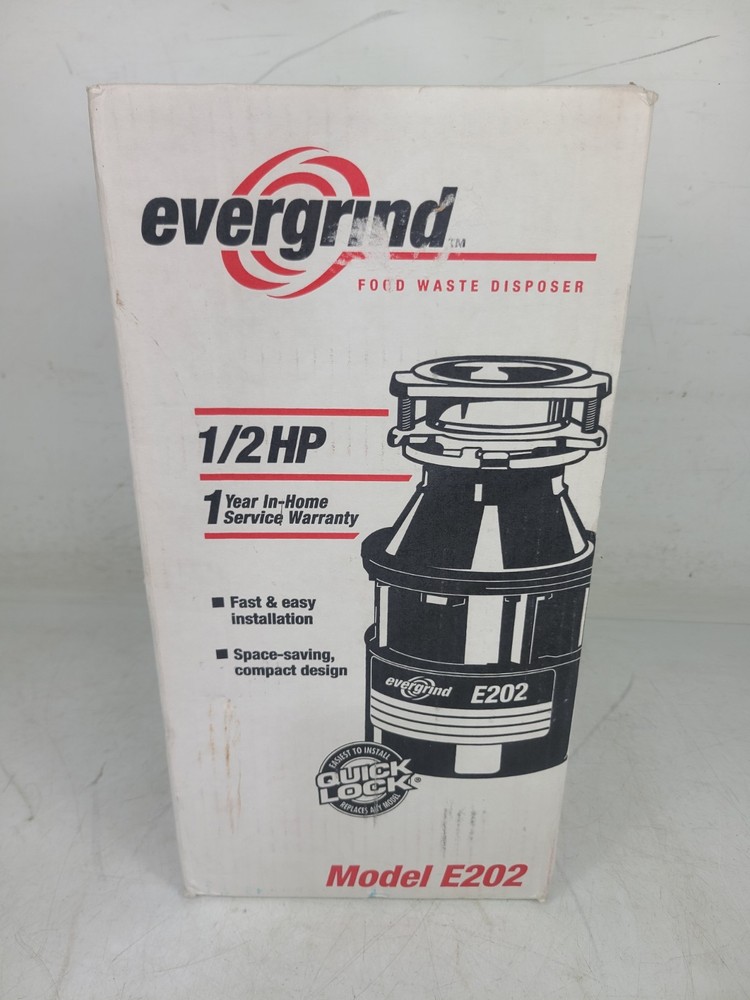 evergrind™
FOOD WASTE DISPOSER
1/2 HP
1 Year In-Home
Service Warranty
■ Fast & easy
installation
■ Space-saving,
compact design
evergrind E202
EASIEST TO INSTALL
QUICK
LOCK®
REPLACES ANY MODEL
Model E202